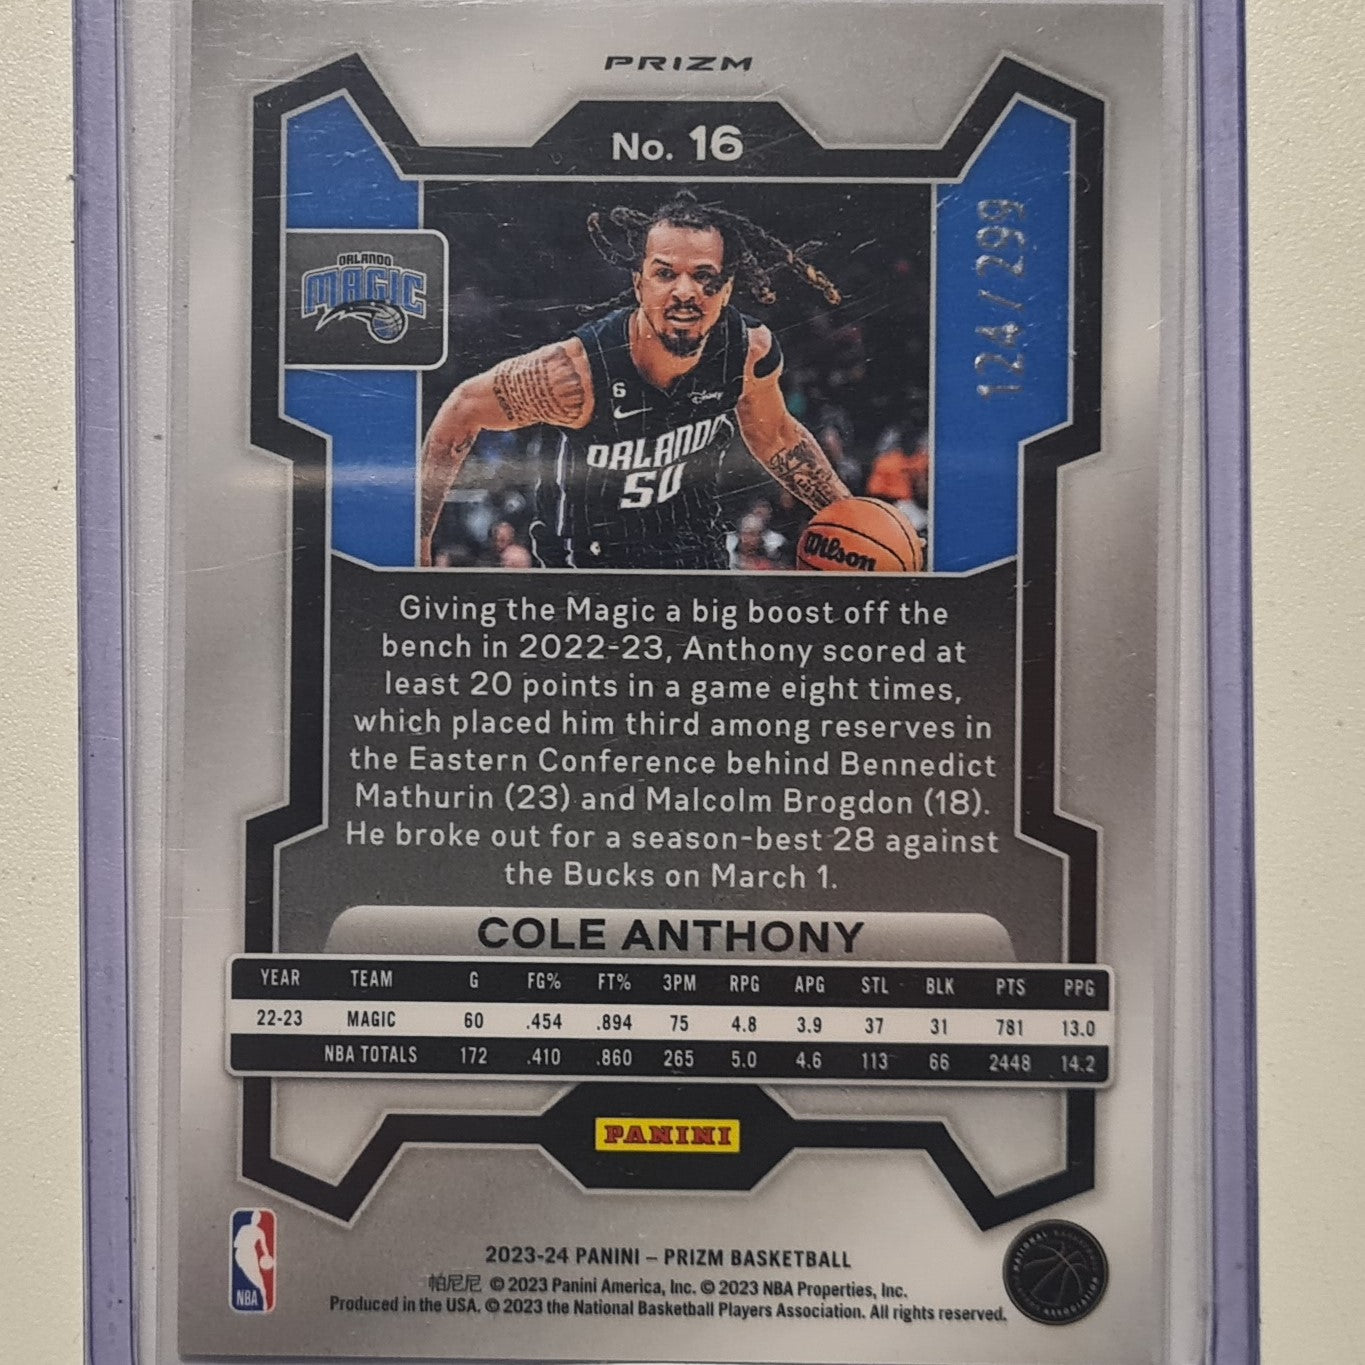 PRIZM
No. 16
124/299
ORLANDO
MAGIC
6
Disney
ORLANDO
50
Wilson
Giving the Magic a big boost off the
bench in 2022-23, Anthony scored at
least 20 points in a game eight times,
which placed him third among reserves in
the Eastern Conference behind Bennedict
Mathurin (23) and Malcolm Brogdon (18).
He broke out for a season-best 28 against
the Bucks on March 1.
COLE ANTHONY
YEAR TEAM G FG% FT% 3PM RPG APG STL BLK PTS PPG
22-23 MAGIC 60 .454 .894 75 4.8 3.9 37 31 781 13.0
NBA TOTALS 172 .410 .860 265 5.0 4.6 113 66 2448 14.2
PANINI
NBA
2023-24 PANINI – PRIZM BASKETBALL
帕尼尼 © 2023 Panini America, Inc. © 2023 NBA Properties, Inc.
Produced in the USA. © 2023 the National Basketball Players Association. All rights reserved.
NATIONAL BASKETBALL
ASSOCIATION